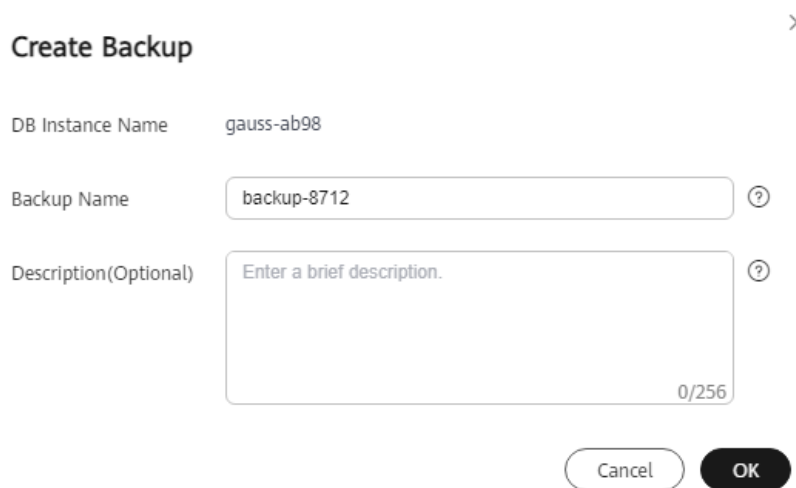 Create Backup
DB Instance Name gauss-ab98
Backup Name backup-8712
Description(Optional) Enter a brief description.
0/256
Cancel OK